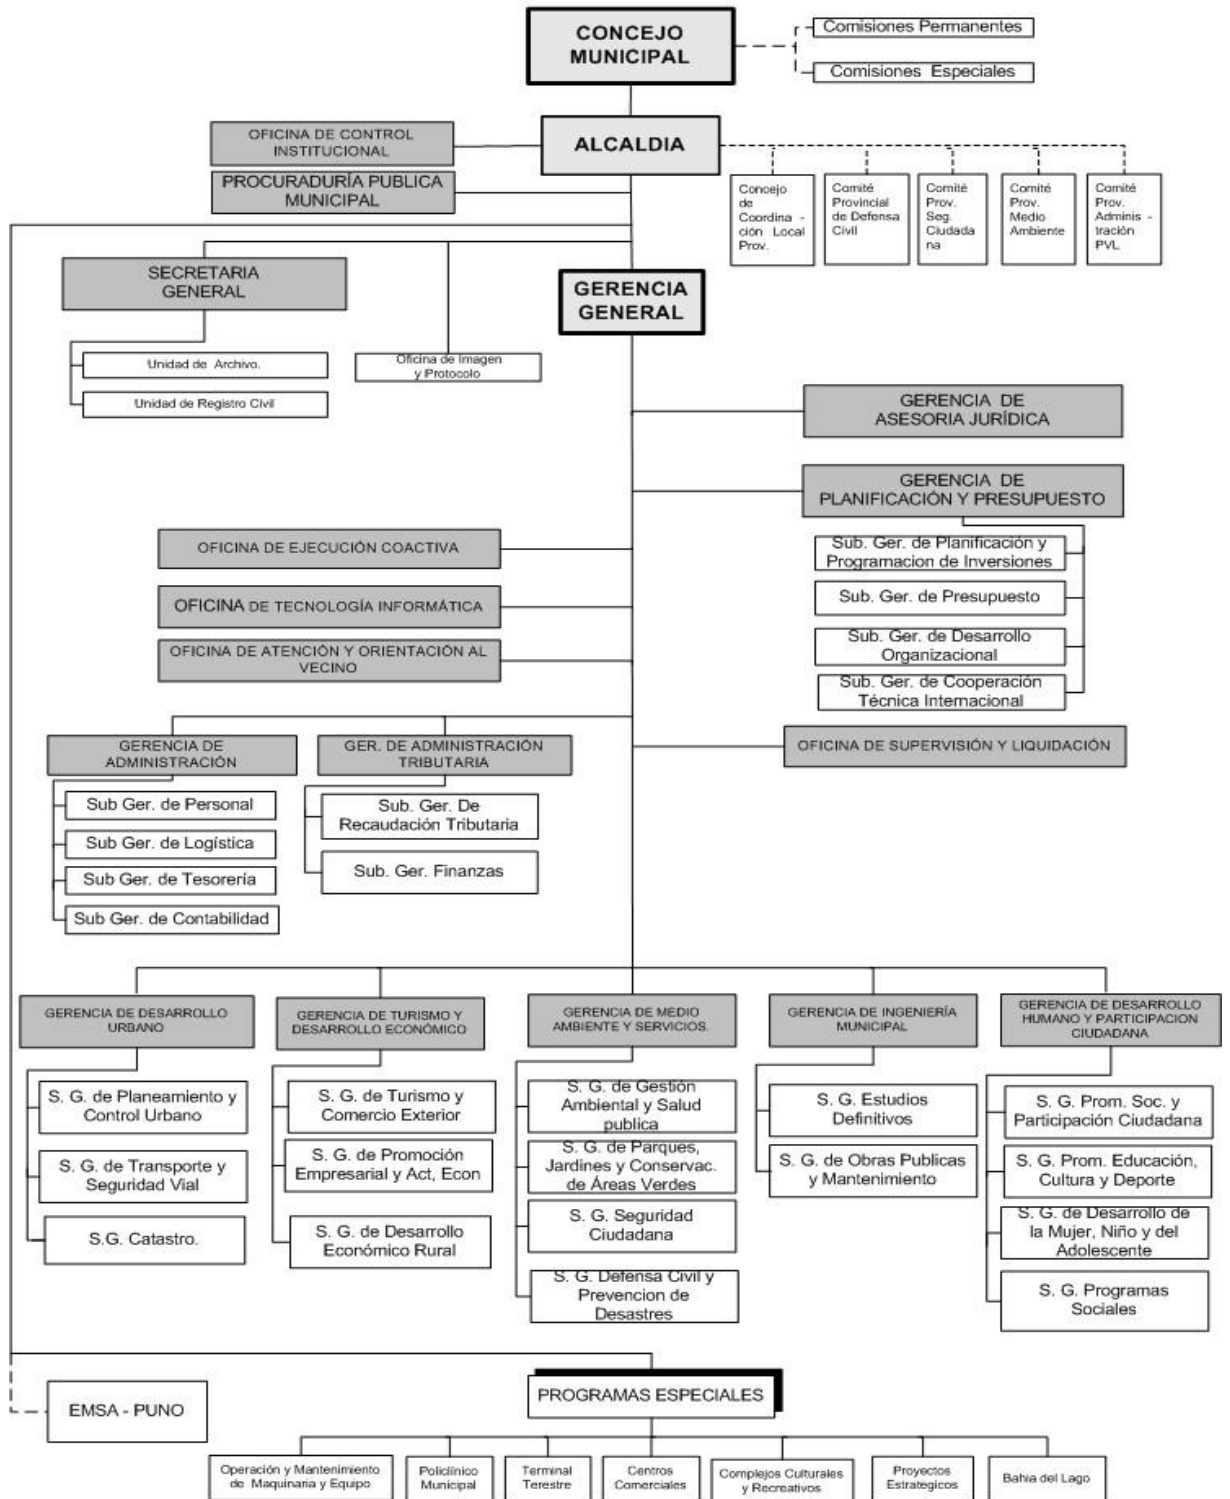 CONCEJO
MUNICIPAL
Comisiones Permanentes
Comisiones Especiales
OFICINA DE CONTROL
INSTITUCIONAL
ALCALDIA
PROCURADURÍA PUBLICA
MUNICIPAL
Concejo
de
Coordina -
ción Local
Prov.
Comité
Provincial
de Defensa
Civil
Comité
Prov.
Seg.
Ciudada
na
Comité
Prov.
Medio
Ambiente
Comité
Prov.
Adminis -
tración
PVL
SECRETARIA
GENERAL
GERENCIA
GENERAL
Unidad de Archivo.
Oficina de Imagen
y Protocolo
Unidad de Registro Civil
GERENCIA DE
ASESORIA JURÍDICA
GERENCIA DE
PLANIFICACIÓN Y PRESUPUESTO
OFICINA DE EJECUCIÓN COACTIVA
Sub. Ger. de Planificación y
Programacion de Inversiones
OFICINA DE TECNOLOGÍA INFORMÁTICA
Sub. Ger. de Presupuesto
OFICINA DE ATENCIÓN Y ORIENTACIÓN AL
VECINO
Sub. Ger. de Desarrollo
Organizacional
Sub. Ger. de Cooperación
Técnica Internacional
GERENCIA DE
ADMINISTRACIÓN
GER. DE ADMINISTRACIÓN
TRIBUTARIA
OFICINA DE SUPERVISIÓN Y LIQUIDACIÓN
Sub Ger. de Personal
Sub Ger. de Logística
Sub Ger. de Tesorería
Sub Ger. de Contabilidad
Sub. Ger. De
Recaudación Tributaria
Sub. Ger. Finanzas
GERENCIA DE DESARROLLO
URBANO
GERENCIA DE TURISMO Y
DESARROLLO ECONÓMICO
GERENCIA DE MEDIO
AMBIENTE Y SERVICIOS.
GERENCIA DE INGENIERÍA
MUNICIPAL
GERENCIA DE DESARROLLO
HUMANO Y PARTICIPACION
CIUDADANA
S. G. de Planeamiento y
Control Urbano
S. G. de Transporte y
Seguridad Vial
S.G. Catastro.
S. G. de Turismo y
Comercio Exterior
S. G. de Promoción
Empresarial y Act, Econ
S. G. de Desarrollo
Económico Rural
S. G. de Gestión
Ambiental y Salud
publica
S. G. de Parques,
Jardines y Conservac.
de Áreas Verdes
S. G. Seguridad
Ciudadana
S. G. Defensa Civil y
Prevencion de
Desastres
S. G. Estudios
Definitivos
S. G. de Obras Publicas
y Mantenimiento
S. G. Prom. Soc. y
Participación Ciudadana
S. G. Prom. Educación,
Cultura y Deporte
S. G. de Desarrollo de
la Mujer, Niño y del
Adolescente
S. G. Programas
Sociales
EMSA - PUNO
PROGRAMAS ESPECIALES
Operación y Mantenimiento
de Maquinaria y Equipo
Policlínico
Municipal
Terminal
Terestre
Centros
Comerciales
Complejos Culturales
y Recreativos
Proyectos
Estrategicos
Bahia del Lago